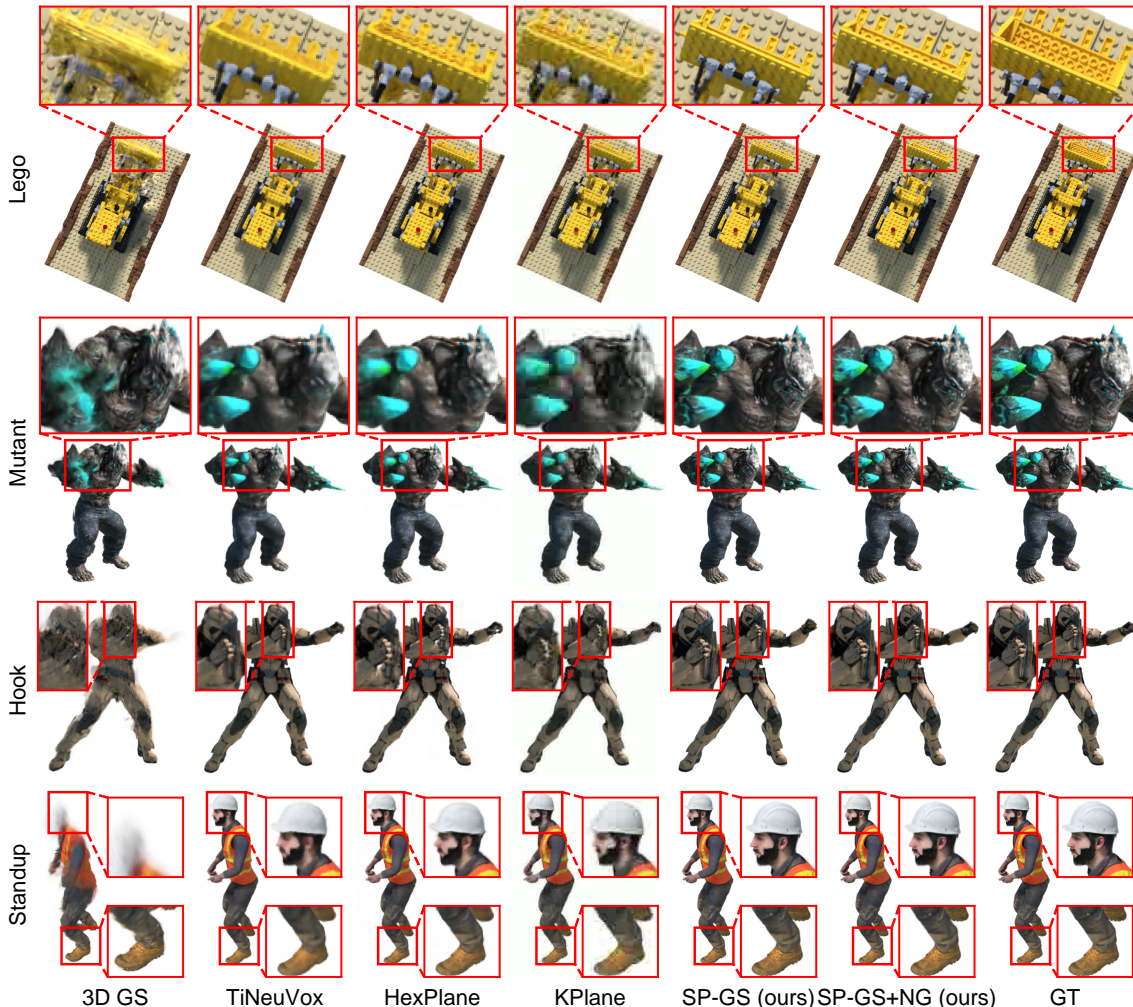 Lego
Mutant
Hook
Standup
3D GS TiNeuVox HexPlane KPlane SP-GS (ours) SP-GS+NG (ours) GT